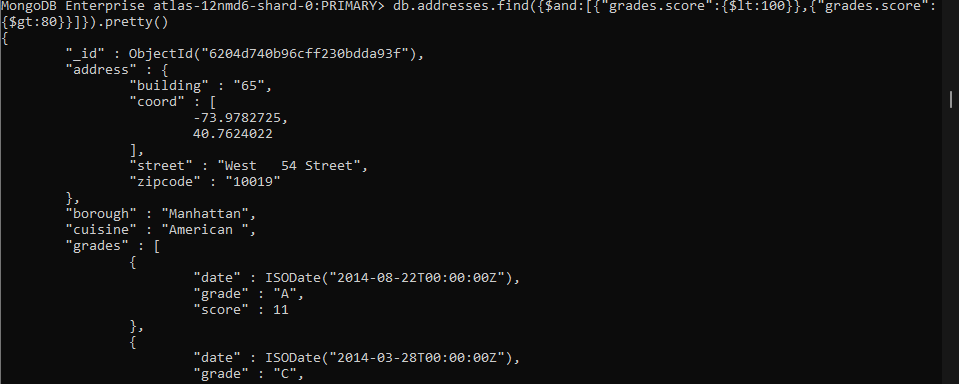 MongoDB Enterprise atlas-12nmd6-shard-0:PRIMARY> db.addresses.find({$and:[{"grades.score":{$lt:100}},{"grades.score":
{$gt:80}}]}).pretty()
{
        "_id" : ObjectId("6204d740b96cff230bdda93f"),
        "address" : {
                "building" : "65",
                "coord" : [
                        -73.9782725,
                        40.7624022
                ],
                "street" : "West   54 Street",
                "zipcode" : "10019"
        },
        "borough" : "Manhattan",
        "cuisine" : "American ",
        "grades" : [
                {
                        "date" : ISODate("2014-08-22T00:00:00Z"),
                        "grade" : "A",
                        "score" : 11
                },
                {
                        "date" : ISODate("2014-03-28T00:00:00Z"),
                        "grade" : "C",